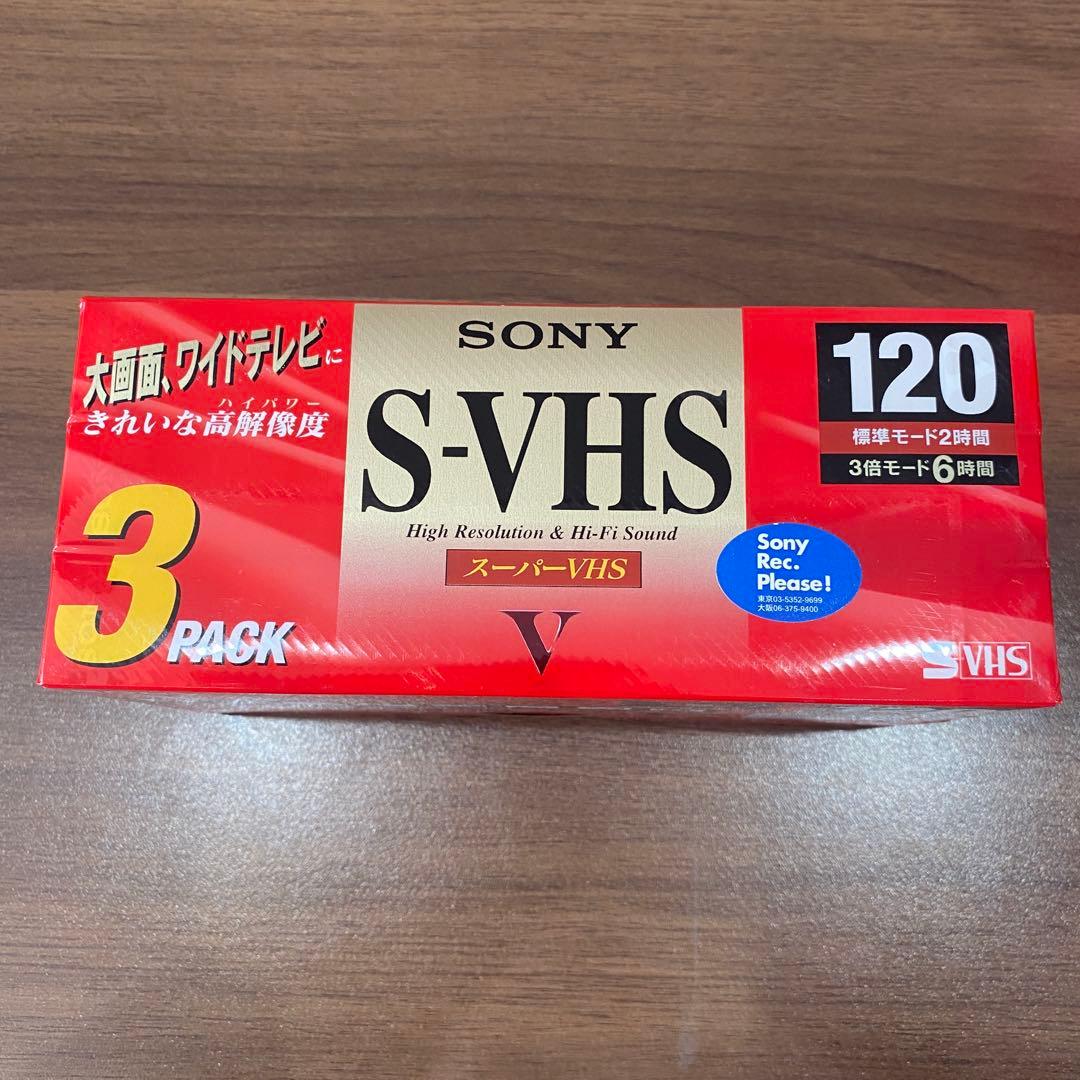 大画面、ワイドテレビに
ハイパワー
きれいな高解像度
3 PACK
SONY
S-VHS
High Resolution & Hi-Fi Sound
スーパーVHS
V
120
標準モード2時間
3倍モード6時間
Sony
Rec.
Please!
東京03-5352-9699
大阪06-375-9400
S VHS